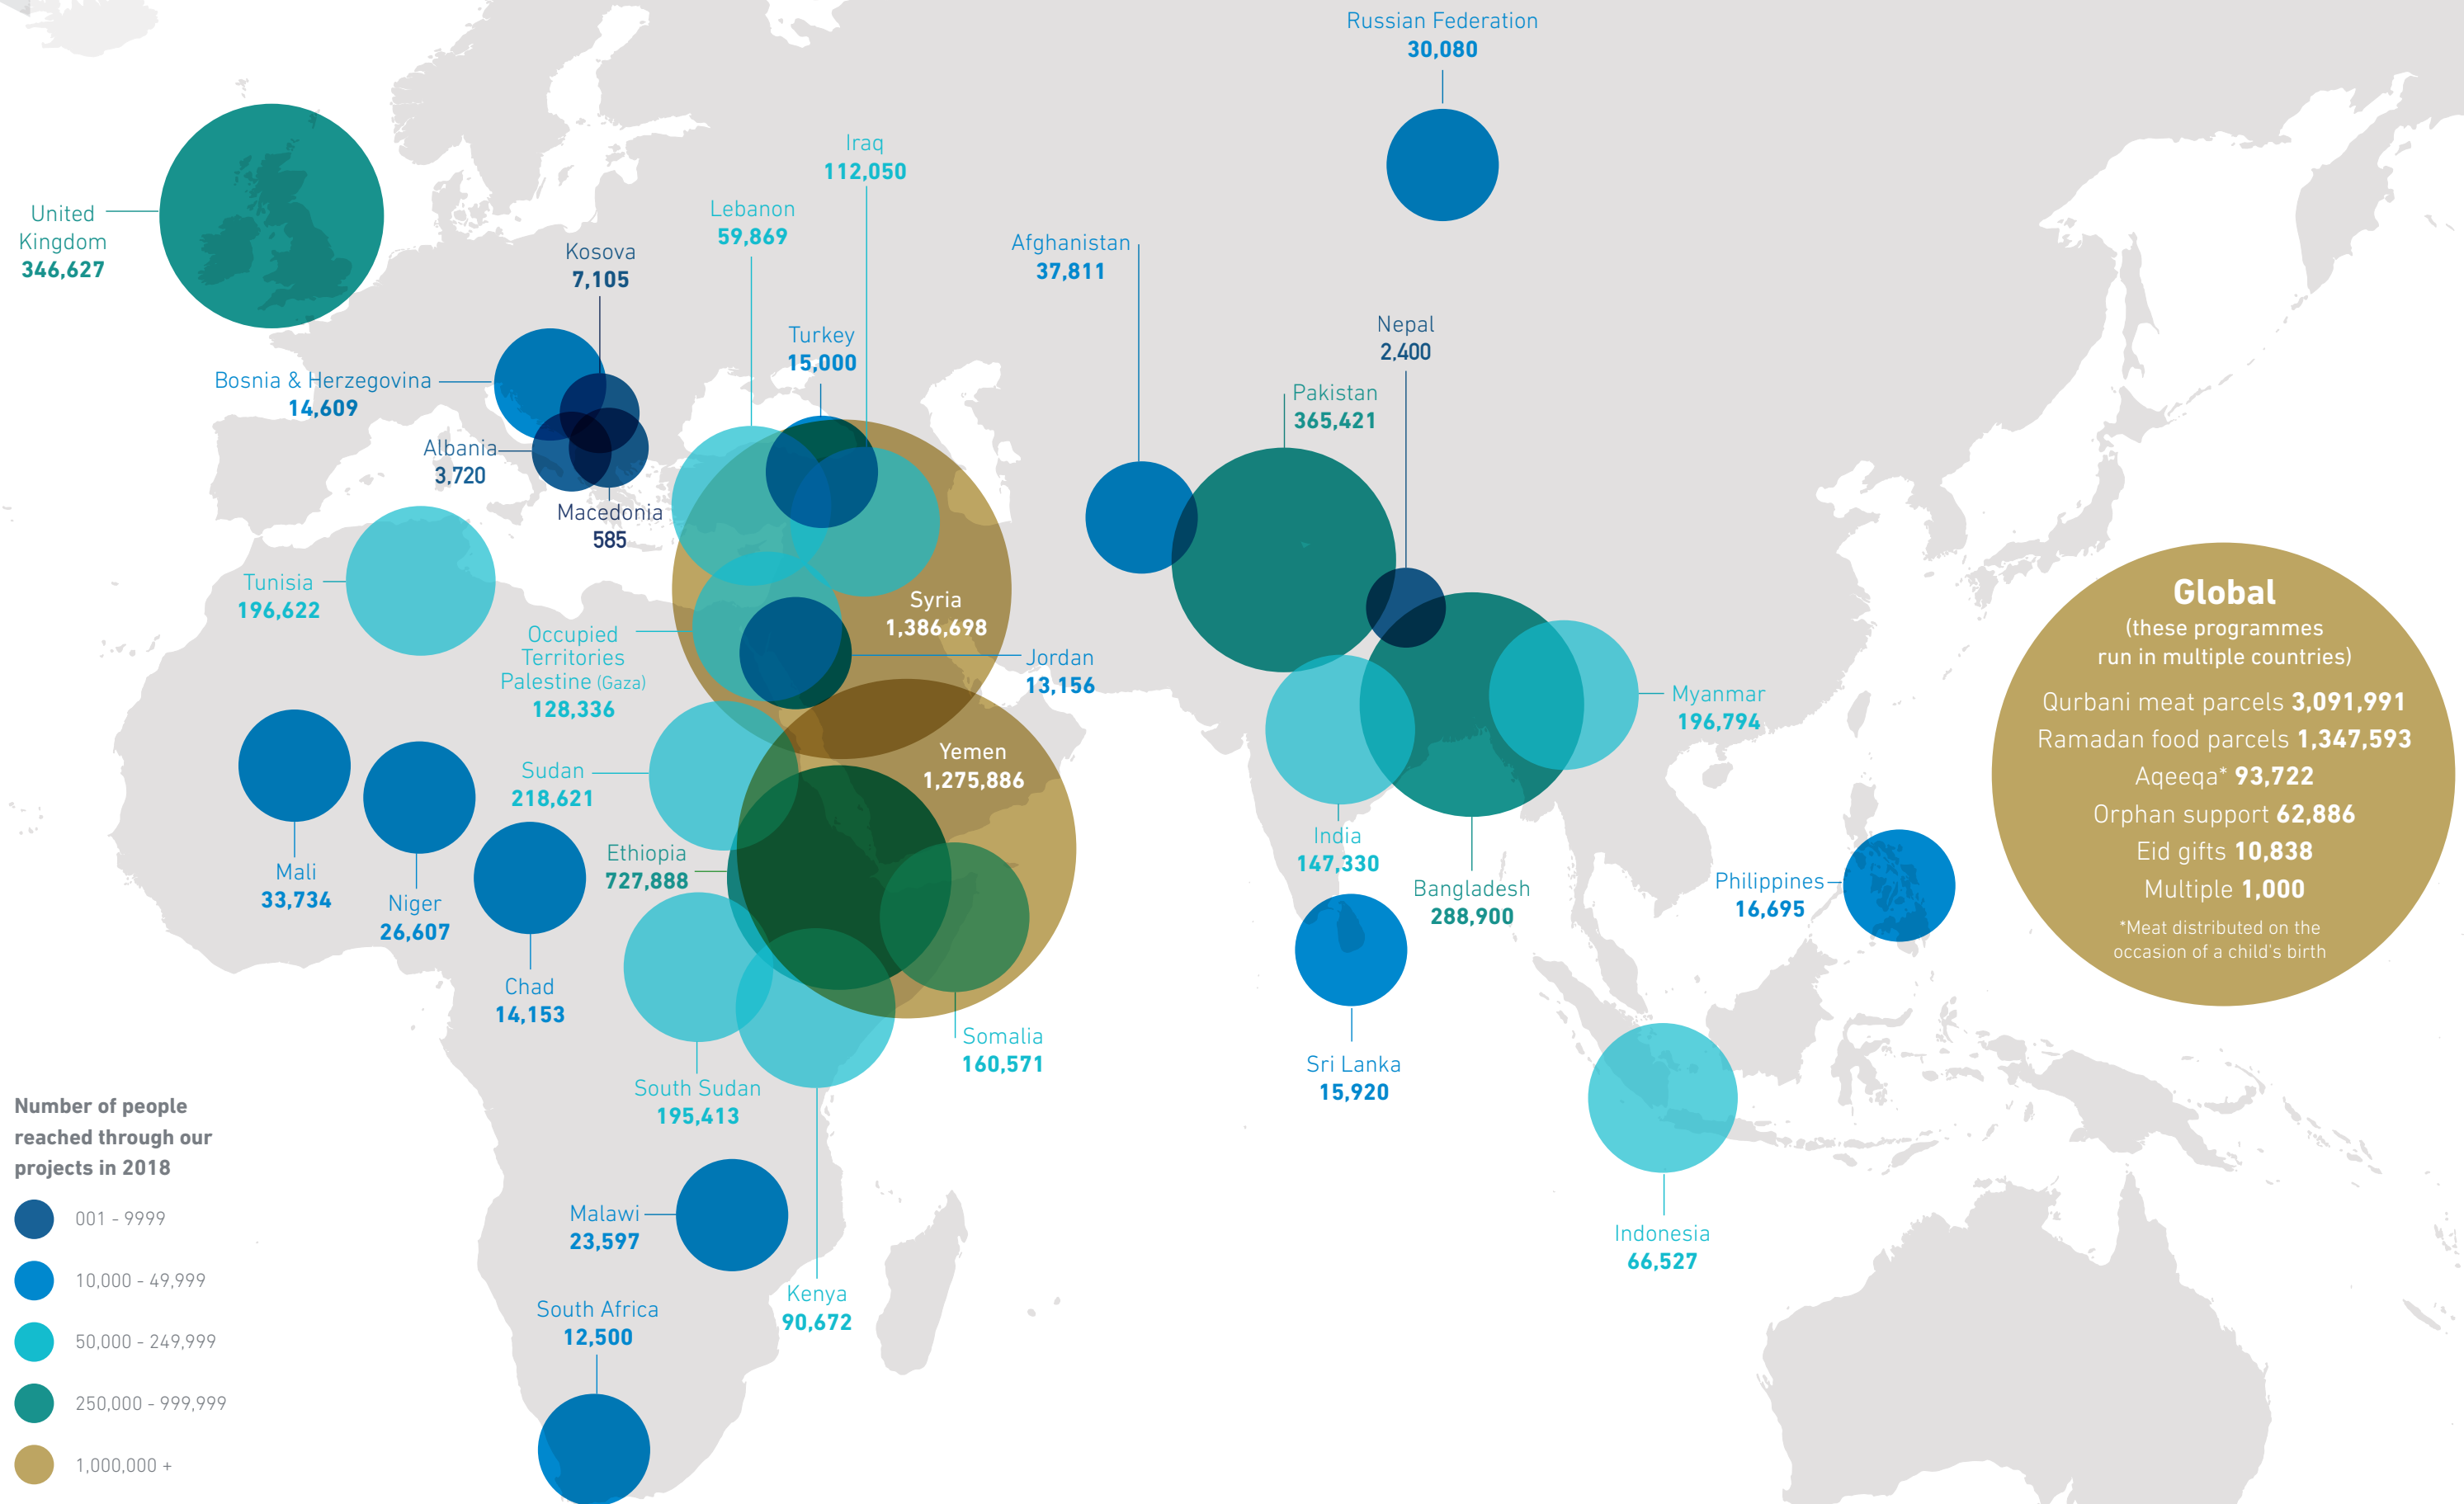 Russian Federation
30,080
Iraq
112,050
United
Kingdom
346,627
Lebanon
59,869
Kosova
7,105
Afghanistan
37,811
Turkey
15,000
Nepal
2,400
Bosnia & Herzegovina
14,609
Pakistan
365,421
Albania
3,720
Macedonia
585
Tunisia
196,622
Syria
1,386,698
Occupied
Territories
Palestine (Gaza)
128,336
Jordan
13,156
Myanmar
196,794
Sudan
218,621
Yemen
1,275,886
Mali
33,734
Niger
26,607
Chad
14,153
Ethiopia
727,888
India
147,330
Bangladesh
288,900
Philippines
16,695
Global
(these programmes
run in multiple countries)
Qurbani meat parcels 3,091,991
Ramadan food parcels 1,347,593
Aqeeqa* 93,722
Orphan support 62,886
Eid gifts 10,838
Multiple 1,000
*Meat distributed on the
occasion of a child's birth
Somalia
160,571
South Sudan
195,413
Sri Lanka
15,920
Malawi
23,597
Kenya
90,672
Indonesia
66,527
South Africa
12,500
Number of people
reached through our
projects in 2018
001 - 9999
10,000 - 49,999
50,000 - 249,999
250,000 - 999,999
1,000,000 +